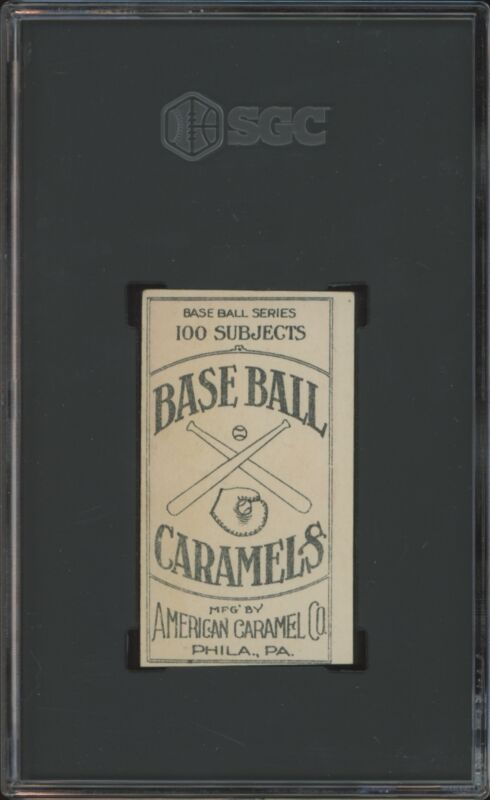 SGC
BASE BALL SERIES
100 SUBJECTS
BASE BALL
CARAMELS
MFG' BY
AMERICAN CARAMEL CO.
PHILA., PA.